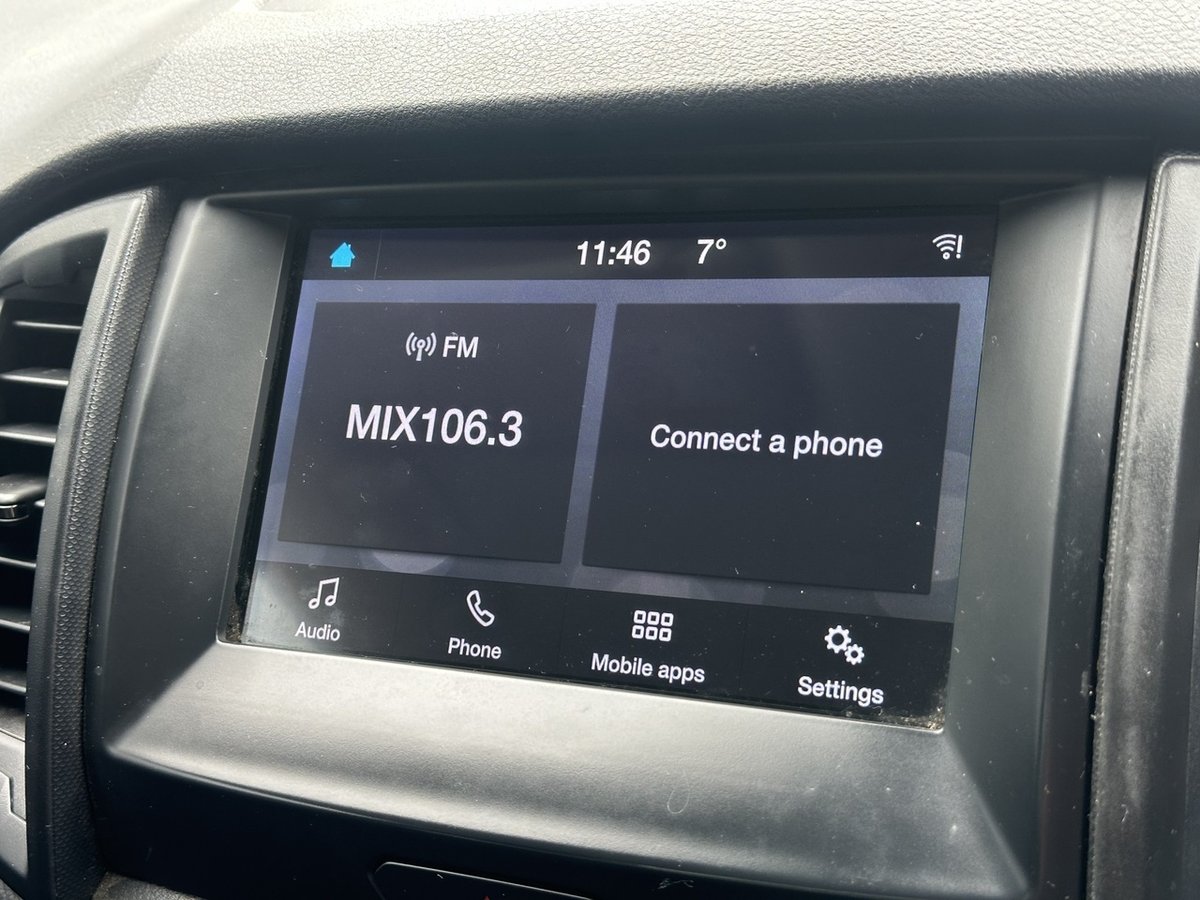 11:46 7°
FM
MIX106.3
Connect a phone
Audio
Phone
Mobile apps
Settings